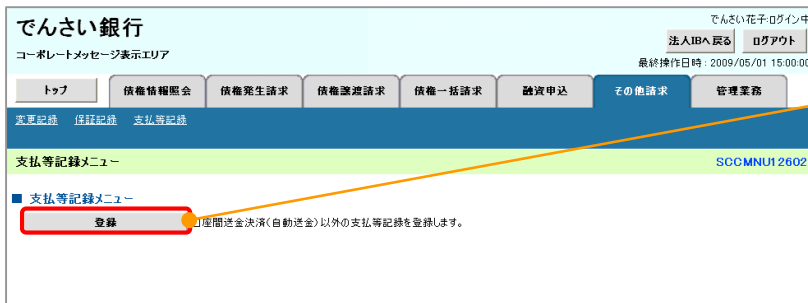 でんさい銀行
コーポレートメッセージ表示エリア
でんさい花子:ログイン中
法人IBへ戻る ログアウト
最終操作日時:2009/05/01 15:00:00
トップ 債権情報照会 債権発生請求 債権譲渡請求 債権一括請求 融資申込 その他請求 管理業務
変更記録 保証記録 支払等記録
支払等記録メニュー SCCMNU12602
■ 支払等記録メニュー
登録 口座間送金決済(自動送金)以外の支払等記録を登録します。